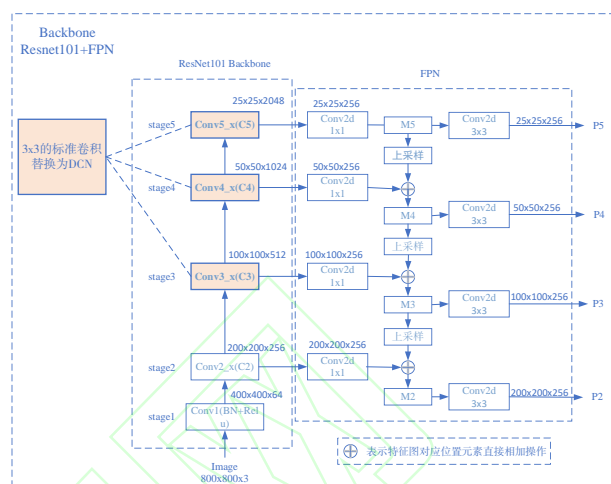 Backbone
Resnet101+FPN
ResNet101 Backbone
FPN
25x25x2048
25x25x256
stage5
Conv5_x(C5)
Conv2d
1x1
M5
Conv2d
3x3
25x25x256
P5
3x3的标准卷积
替换为DCN
上采样
50x50x1024
50x50x256
stage4
Conv4_x(C4)
Conv2d
1x1
M4
Conv2d
3x3
50x50x256
P4
上采样
100x100x512
100x100x256
stage3
Conv3_x(C3)
Conv2d
1x1
M3
Conv2d
3x3
100x100x256
P3
上采样
200x200x256
200x200x256
stage2
Conv2_x(C2)
Conv2d
1x1
M2
Conv2d
3x3
200x200x256
P2
400x400x64
stage1
Conv1(BN+Rel
u)
表示特征图对应位置元素直接相加操作
Image
800x800x3